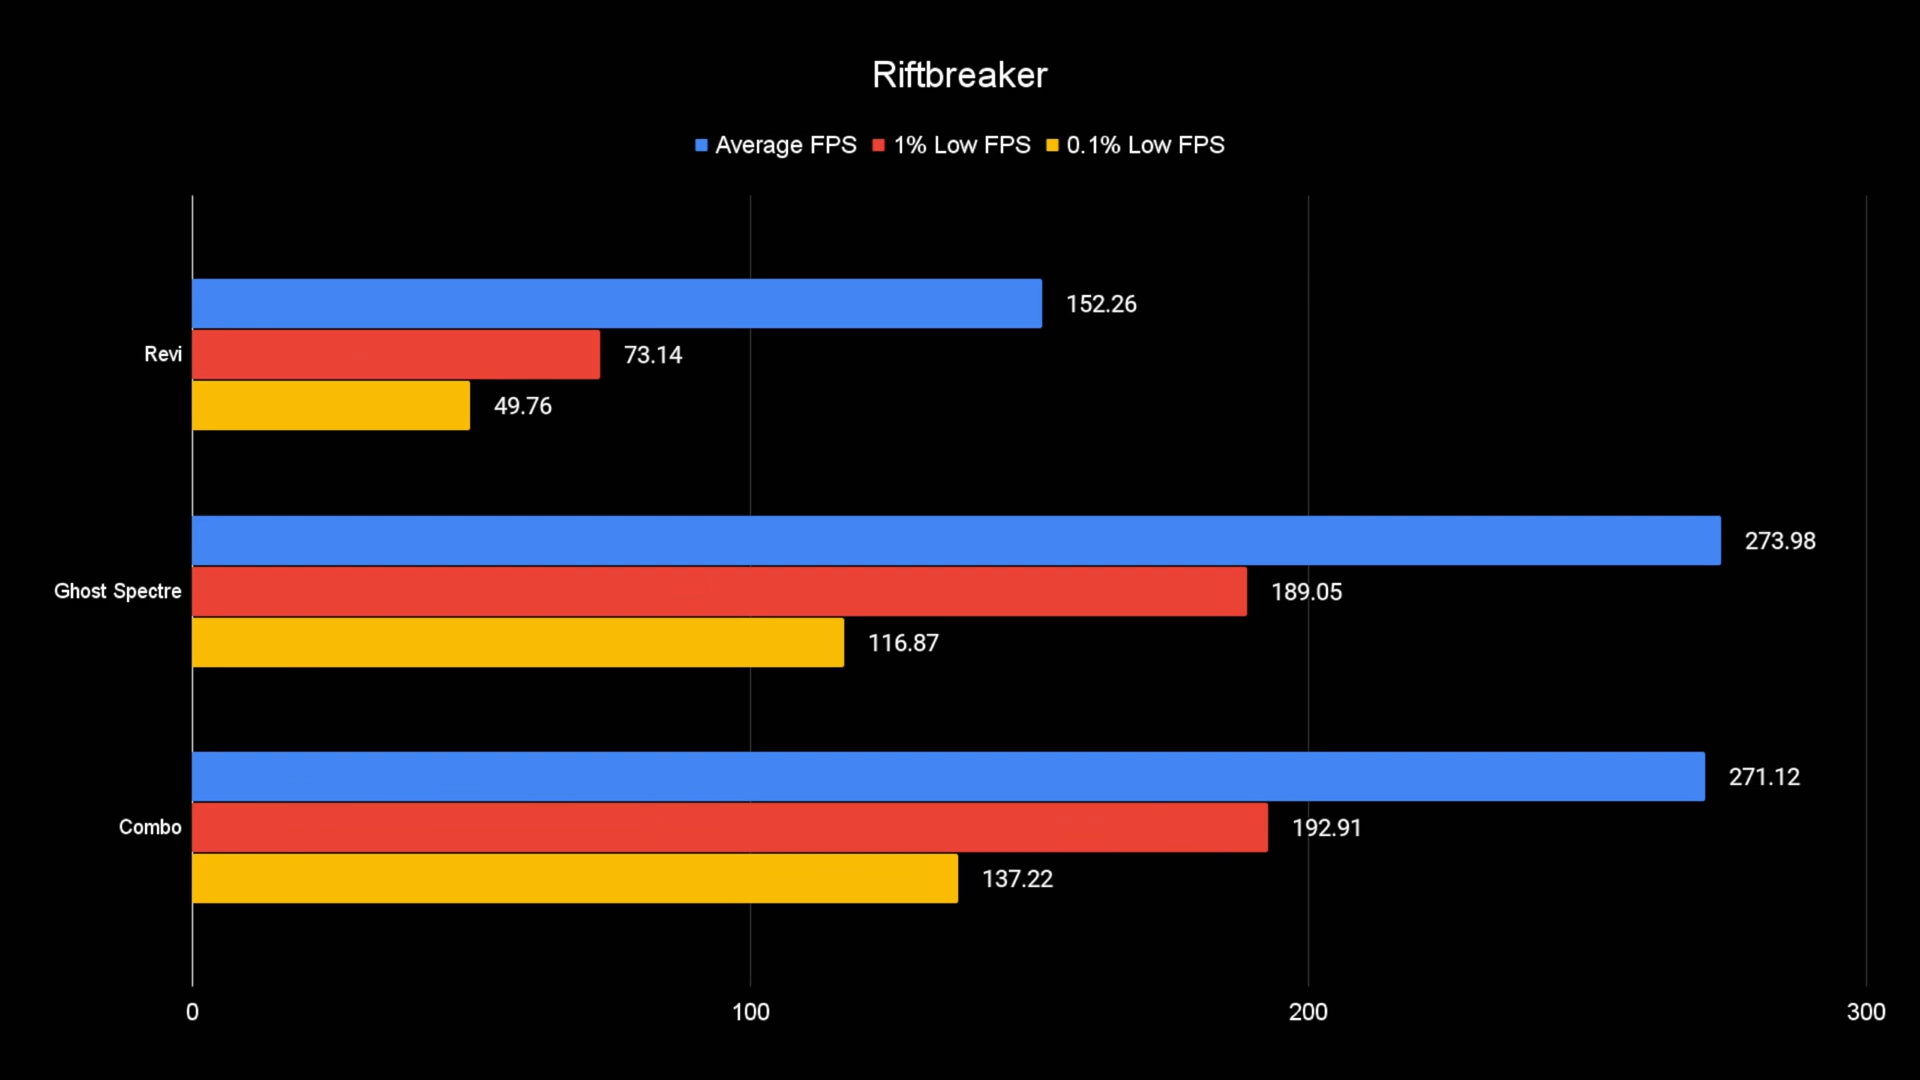 Riftbreaker
Average FPS 1% Low FPS 0.1% Low FPS
152.26
Revi 73.14
49.76
273.98
Ghost Spectre 189.05
116.87
271.12
Combo 192.91
137.22
0 100 200 300